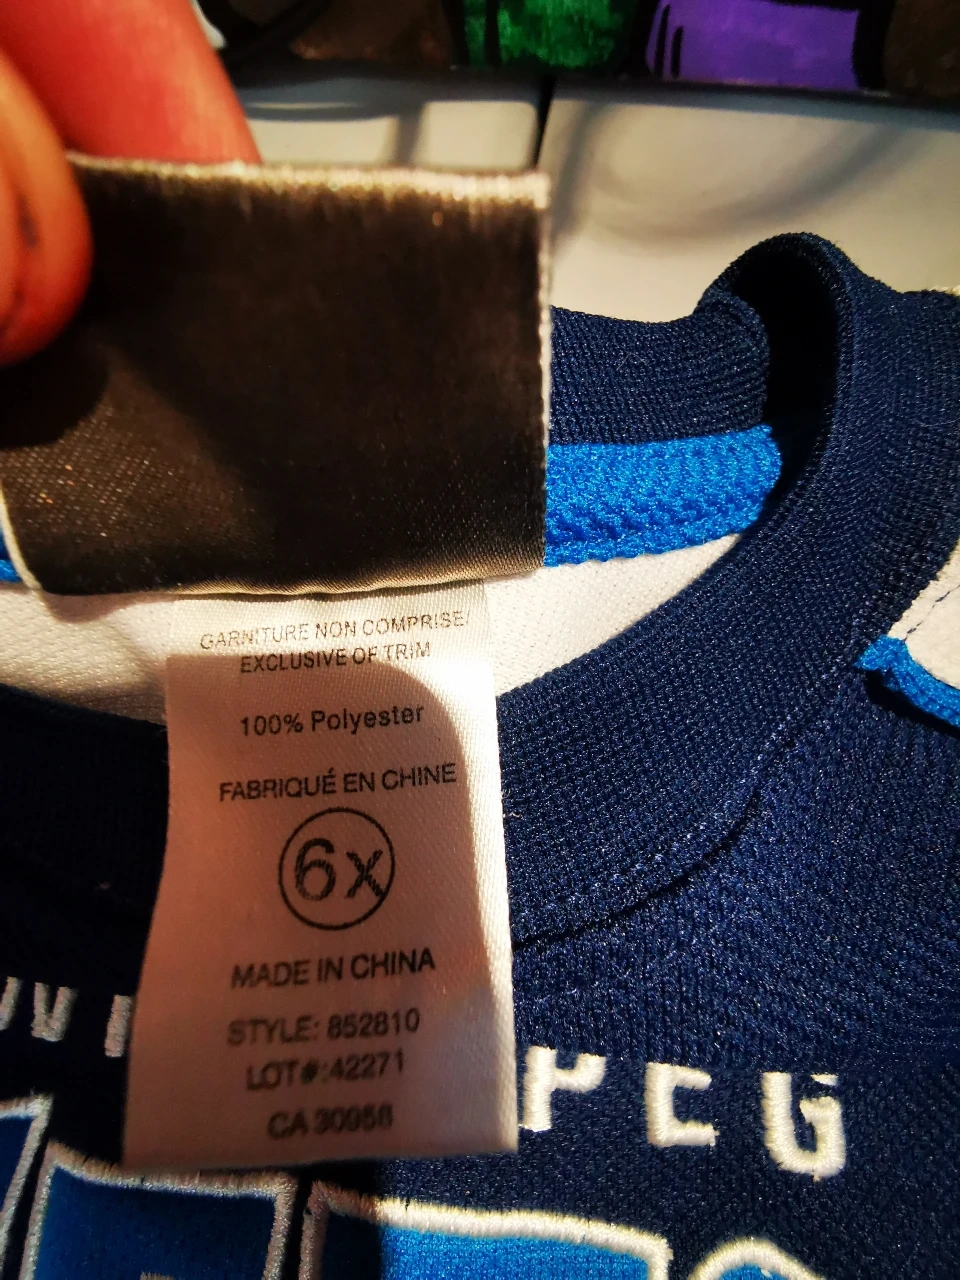 GARNITURE NON COMPRISE/
EXCLUSIVE OF TRIM
100% Polyester
FABRIQUÉ EN CHINE
6x
MADE IN CHINA
STYLE: 852810
LOT#:42271
CA 30958
PEG